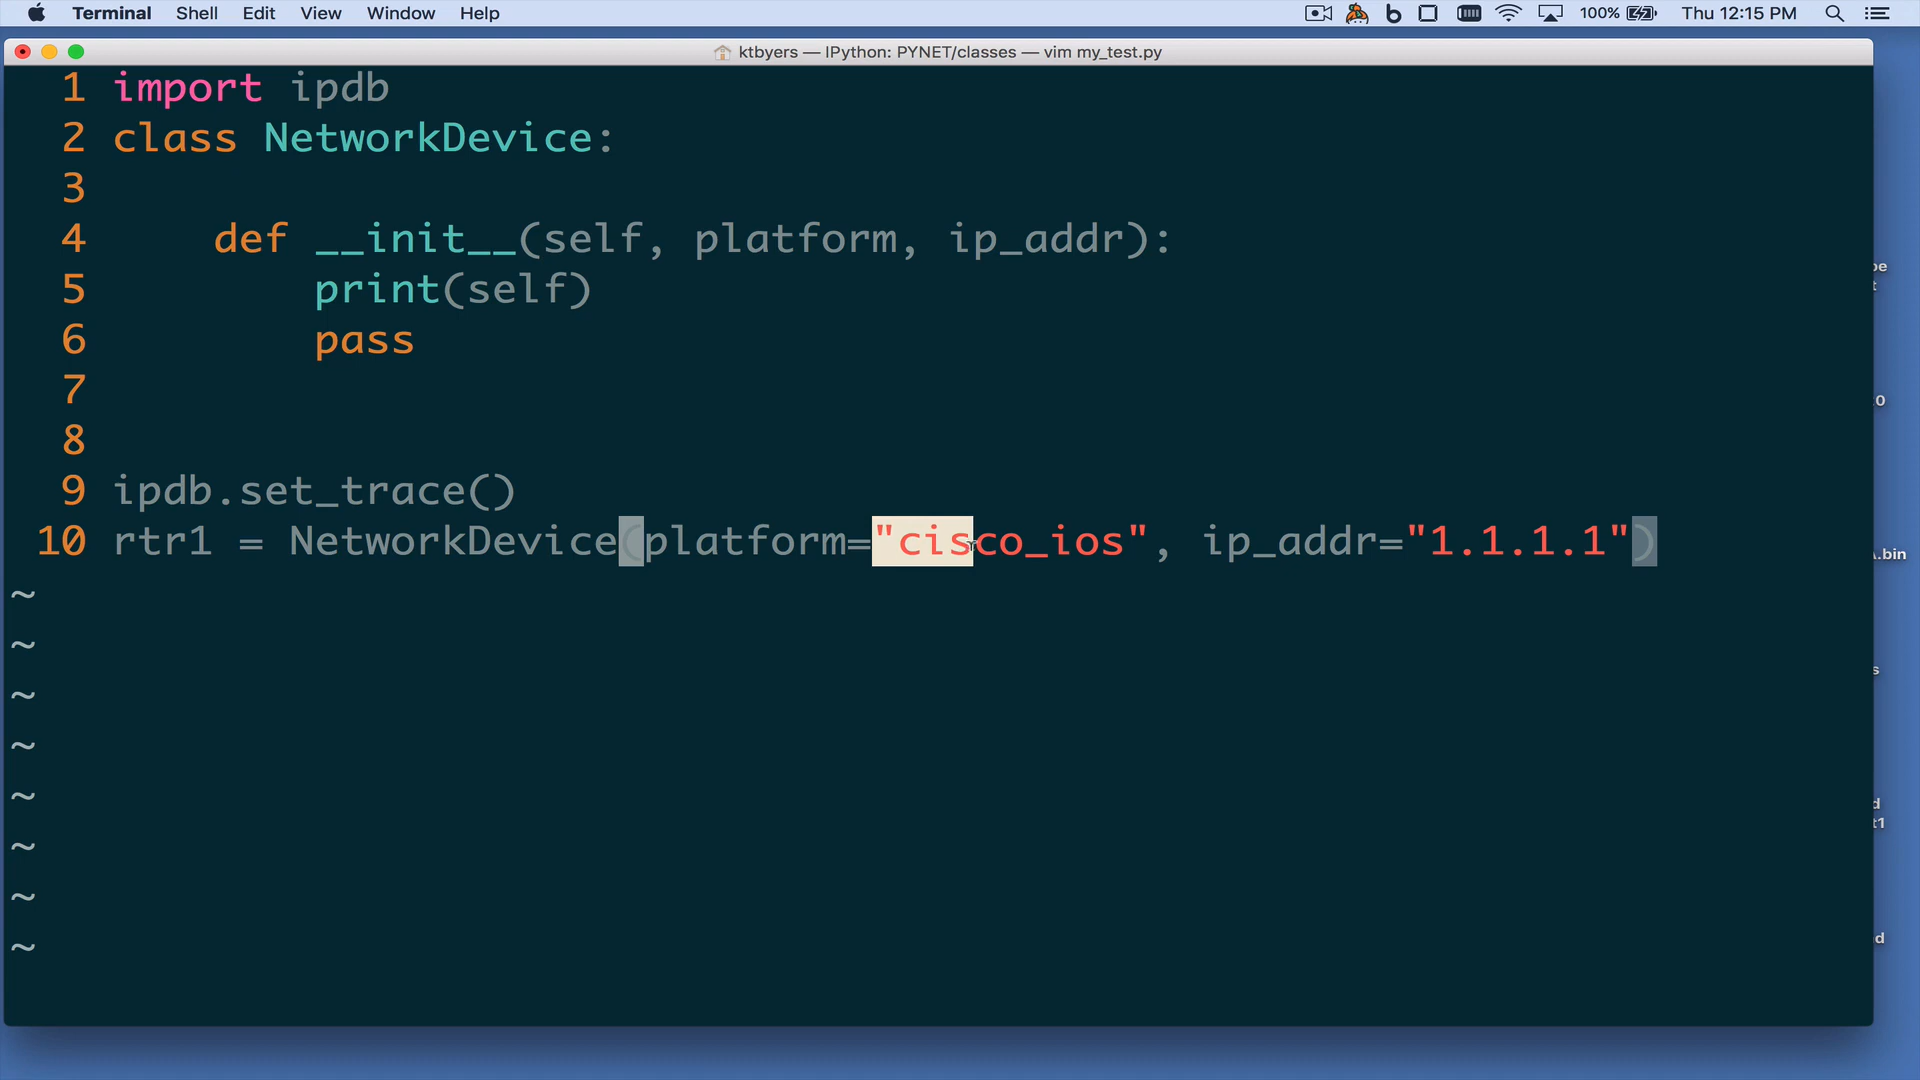 Terminal Shell Edit View Window Help 100% Thu 12:15 PM
ktbyers — IPython: PYNET/classes — vim my_test.py
1 import ipdb
2 class NetworkDevice:
3
4     def __init__(self, platform, ip_addr):
5         print(self)
6         pass
7
8
9 ipdb.set_trace()
10 rtr1 = NetworkDevice(platform="cisco_ios", ip_addr="1.1.1.1")
~
~
~
~
~
~
~
~